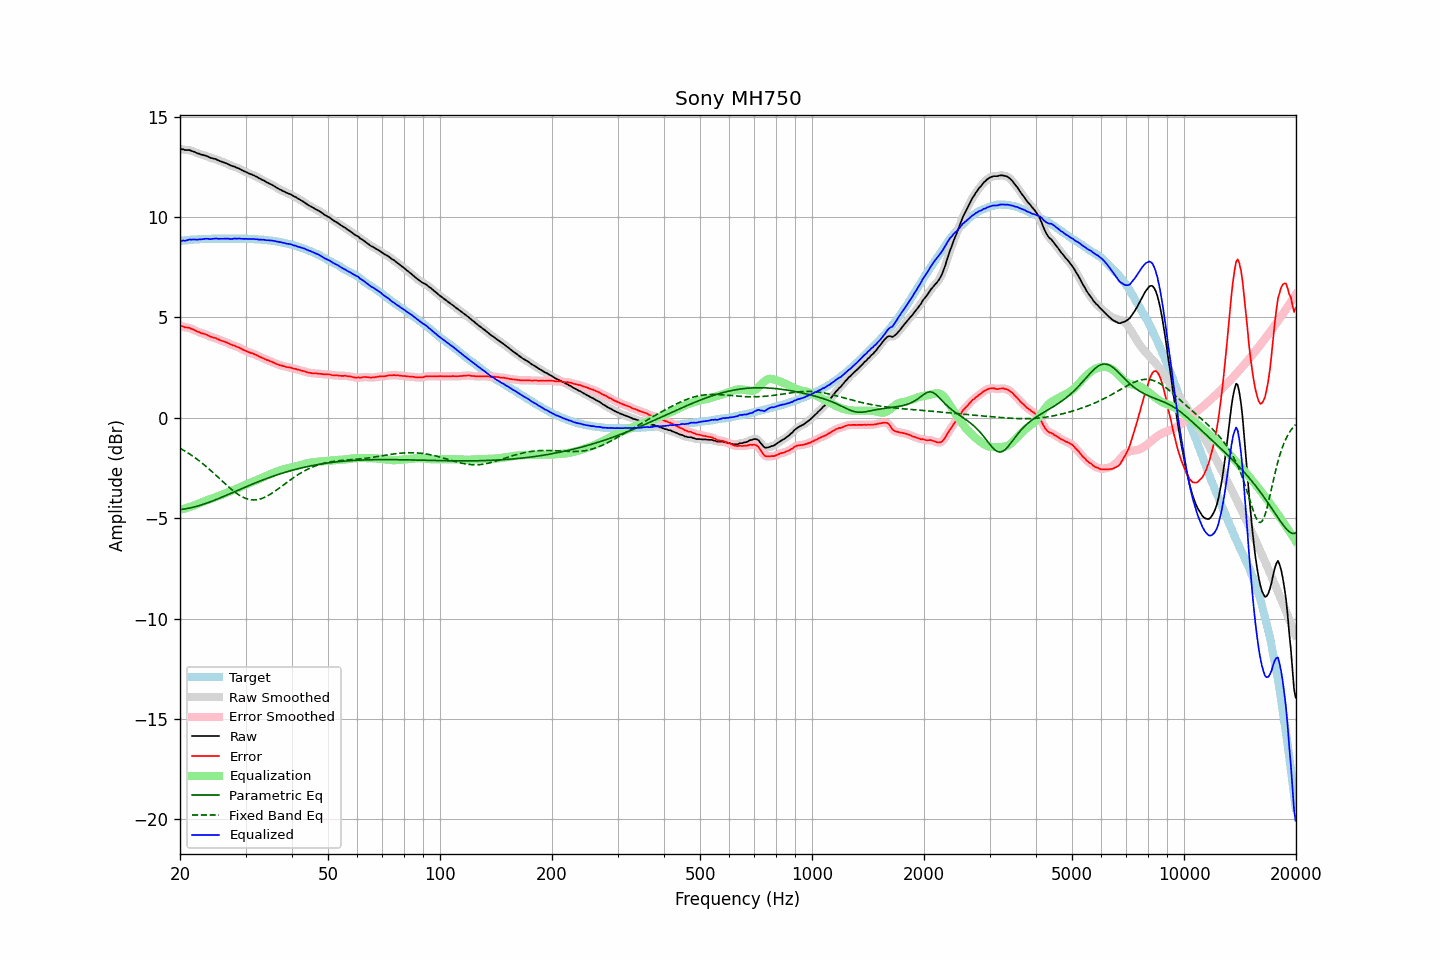 Sony MH750
15
10
5
0
−5
−10
−15
−20
Amplitude (dBr)
Target
Raw Smoothed
Error Smoothed
Raw
Error
Equalization
Parametric Eq
Fixed Band Eq
Equalized
20
50
100
200
500
1000
2000
5000
10000
20000
Frequency (Hz)